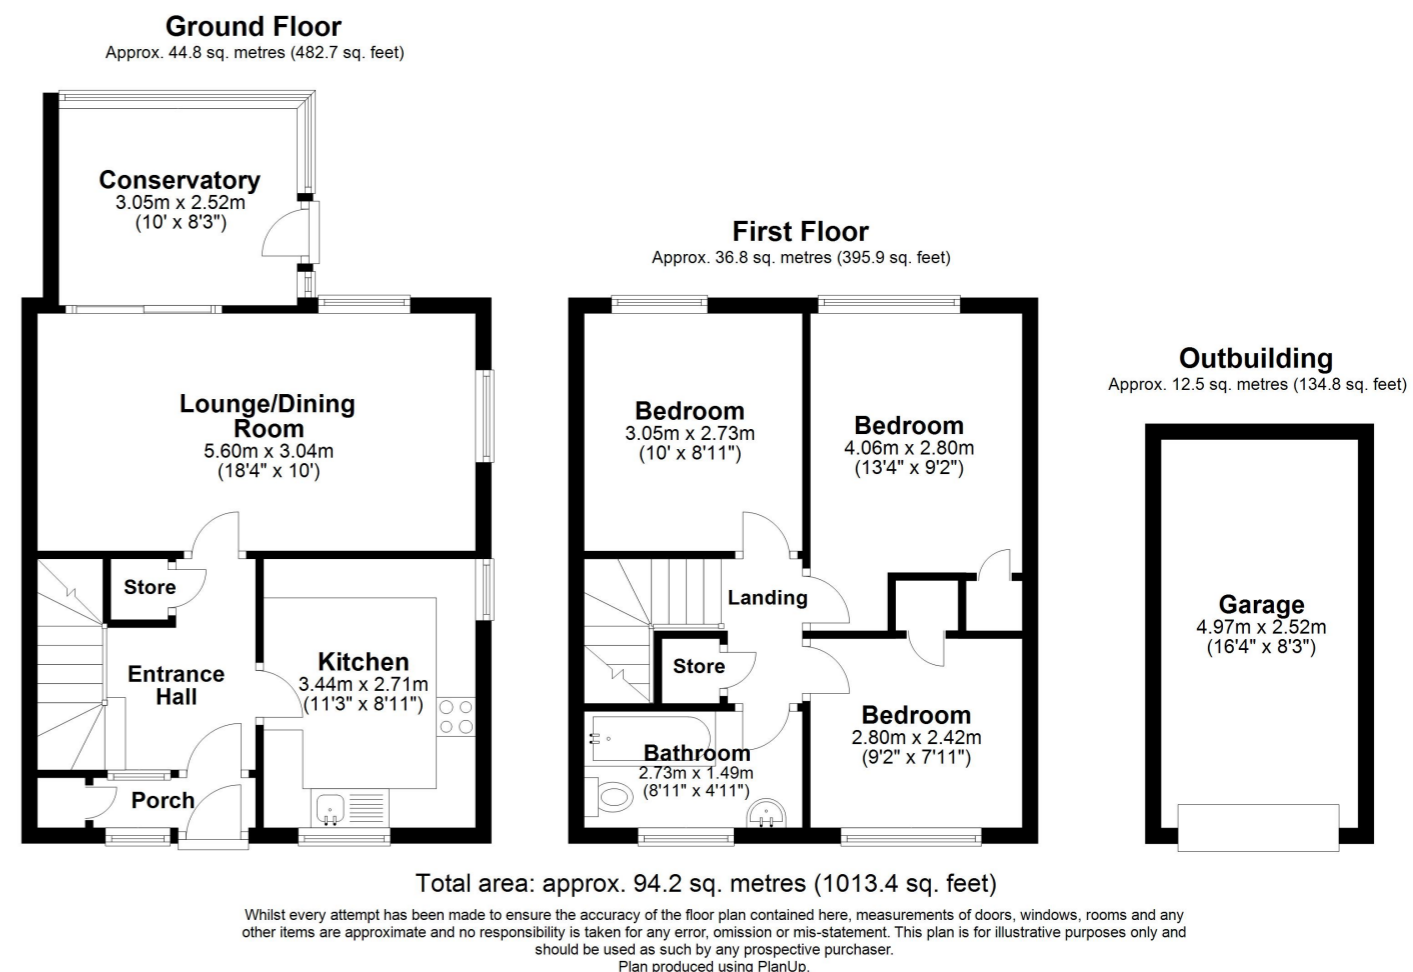 Ground Floor
Approx. 44.8 sq. metres (482.7 sq. feet)
Conservatory
3.05m x 2.52m
(10' x 8'3")
Lounge/Dining
Room
5.60m x 3.04m
(18'4" x 10')
Store
Entrance
Hall
Kitchen
3.44m x 2.71m
(11'3" x 8'11")
Porch
First Floor
Approx. 36.8 sq. metres (395.9 sq. feet)
Bedroom
3.05m x 2.73m
(10' x 8'11")
Bedroom
4.06m x 2.80m
(13'4" x 9'2")
Landing
Store
Bathroom
2.73m x 1.49m
(8'11" x 4'11")
Bedroom
2.80m x 2.42m
(9'2" x 7'11")
Outbuilding
Approx. 12.5 sq. metres (134.8 sq. feet)
Garage
4.97m x 2.52m
(16'4" x 8'3")
Total area: approx. 94.2 sq. metres (1013.4 sq. feet)
Whilst every attempt has been made to ensure the accuracy of the floor plan contained here, measurements of doors, windows, rooms and any
other items are approximate and no responsibility is taken for any error, omission or mis-statement. This plan is for illustrative purposes only and
should be used as such by any prospective purchaser.
Plan produced using PlanUp.